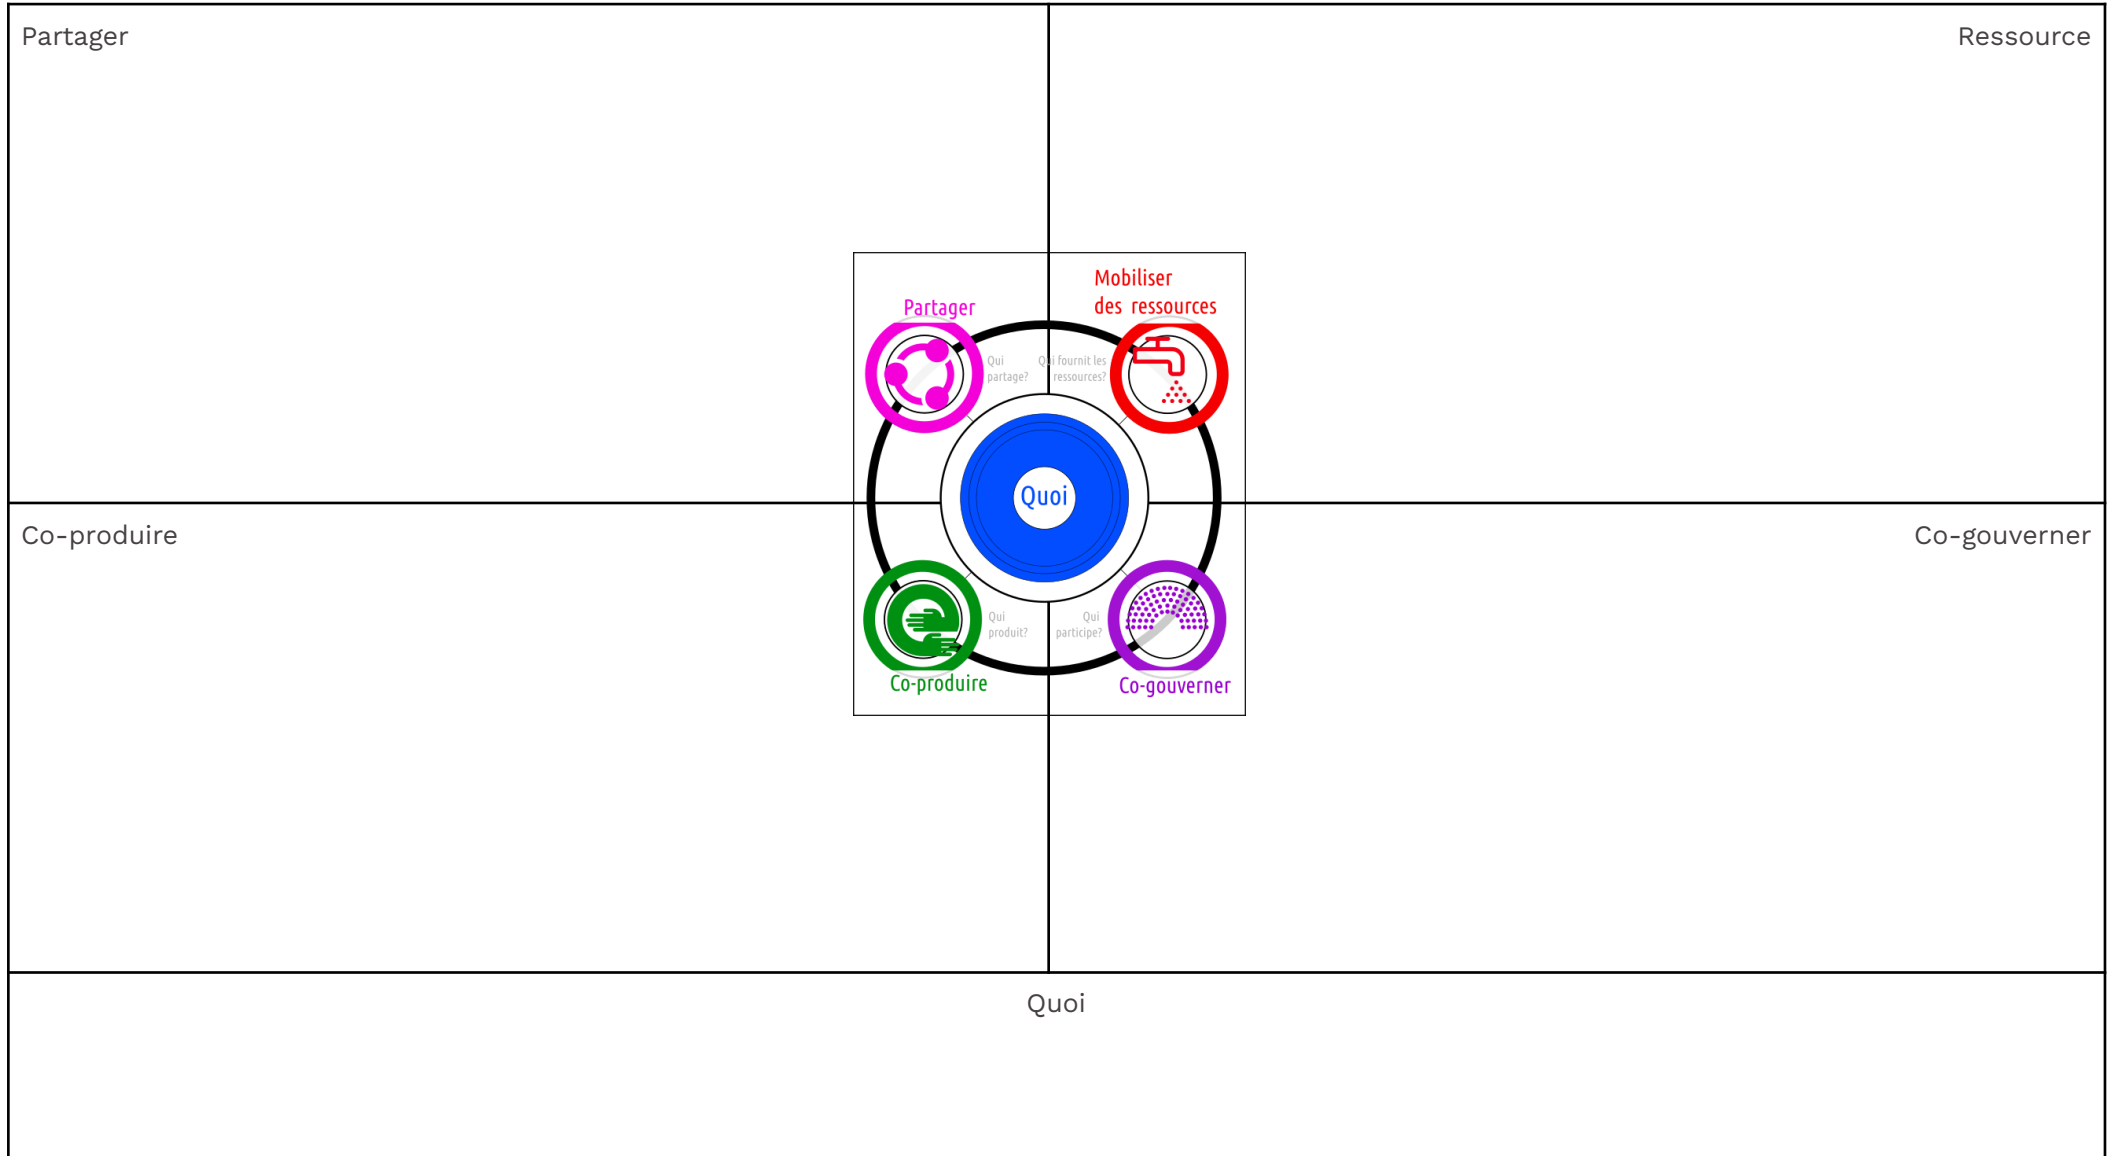 Partager
Ressource
Mobiliser
des ressources
Partager
Qui
partage?
Qui fournit les
ressources?
Quoi
Co-produire
Co-gouverner
Qui
produit?
Qui
participe?
Co-produire
Co-gouverner
Quoi